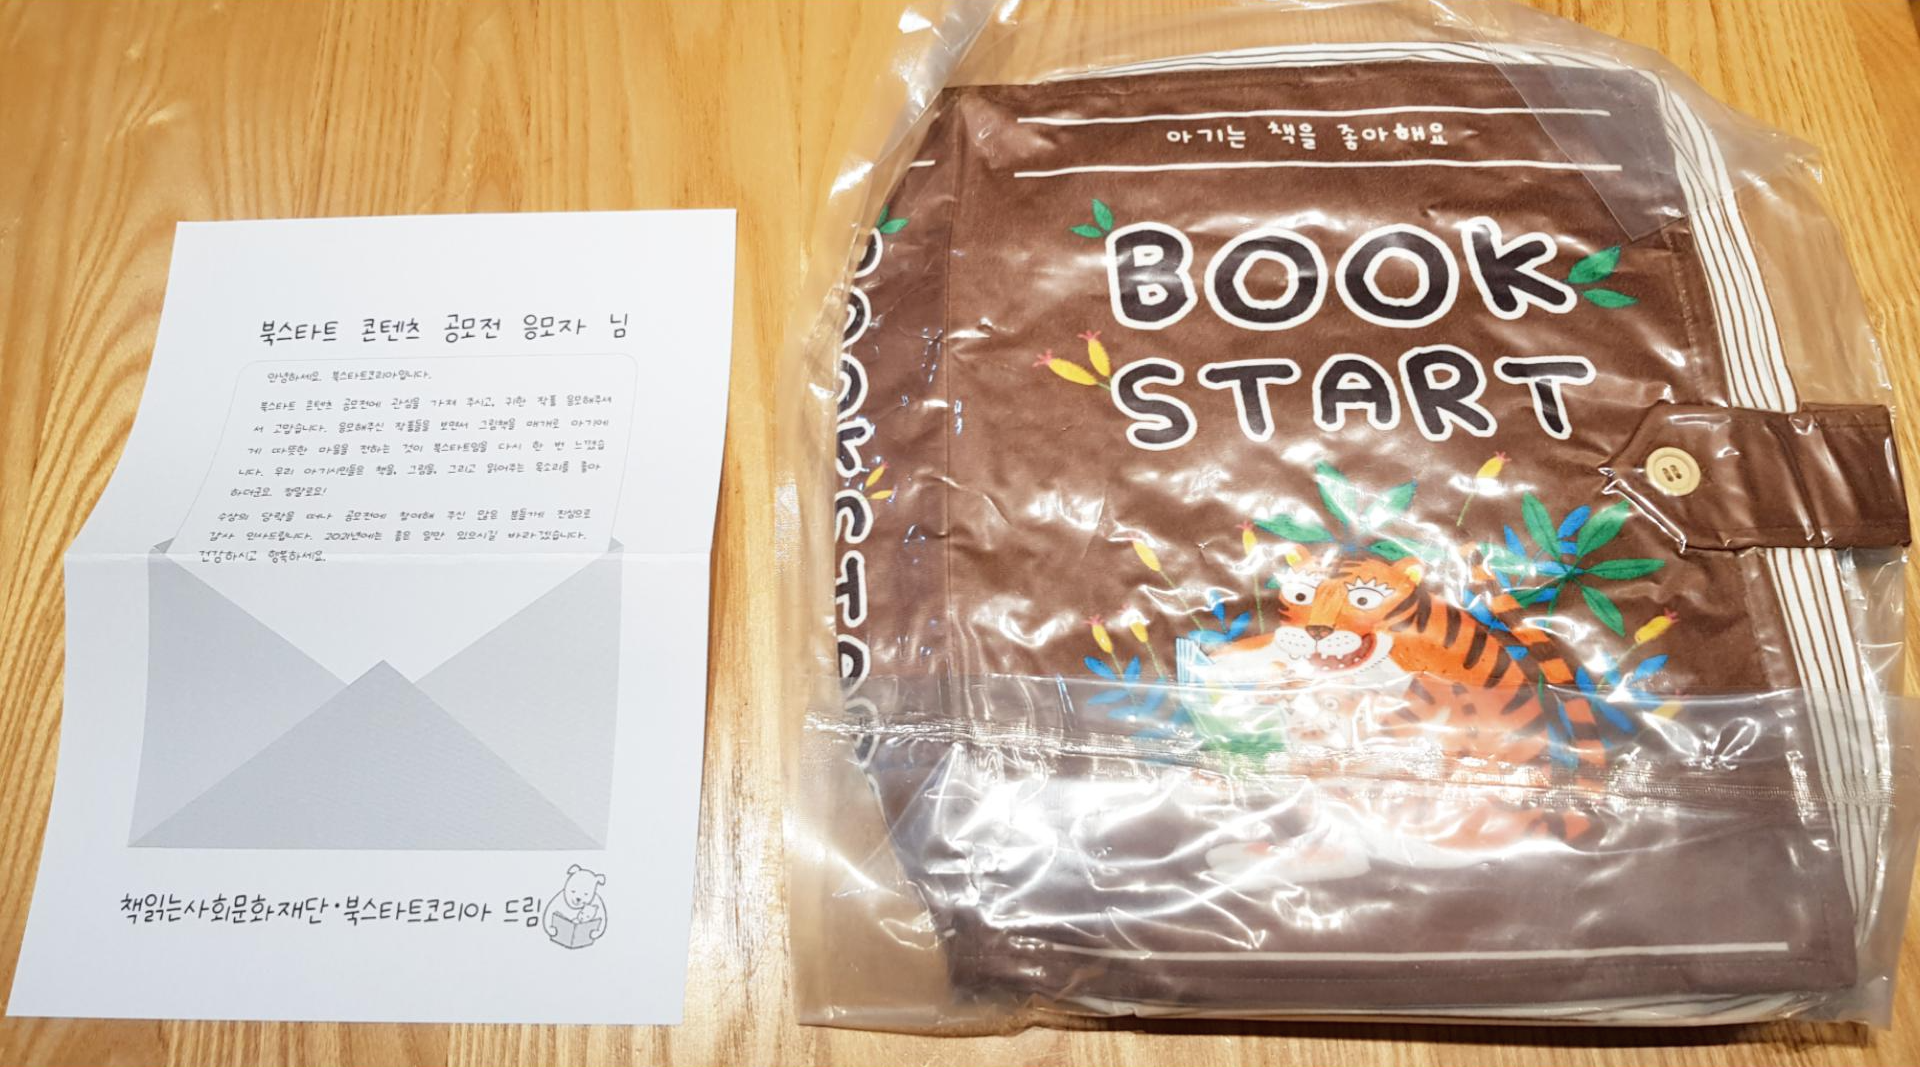 북스타트 콘텐츠 공모전 응모자 님
안녕하세요. 북스타트코리아입니다.
북스타트 콘텐츠 공모전에 관심을 가져 주시고, 귀한 작품 응모해주셔
서 고맙습니다. 응모해주신 작품들을 보면서 그림책을 매개로 아기에
게 따뜻한 마음을 전하는 것이 북스타트임을 다시 한 번 느꼈습
니다. 우리 아기시민들은 책을, 그림을, 그리고 읽어주는 목소리를 좋아
하더군요. 정말로요!
수상의 당락을 떠나 공모전에 참여해 주신 많은 분들께 진심으로
감사 인사드립니다. 2021년에는 좋은 일만 있으시길 바라겠습니다.
건강하시고 행복하세요.
책읽는사회문화재단·북스타트코리아 드림
아기는 책을 좋아해요
BOOK
START
BOOKSTART